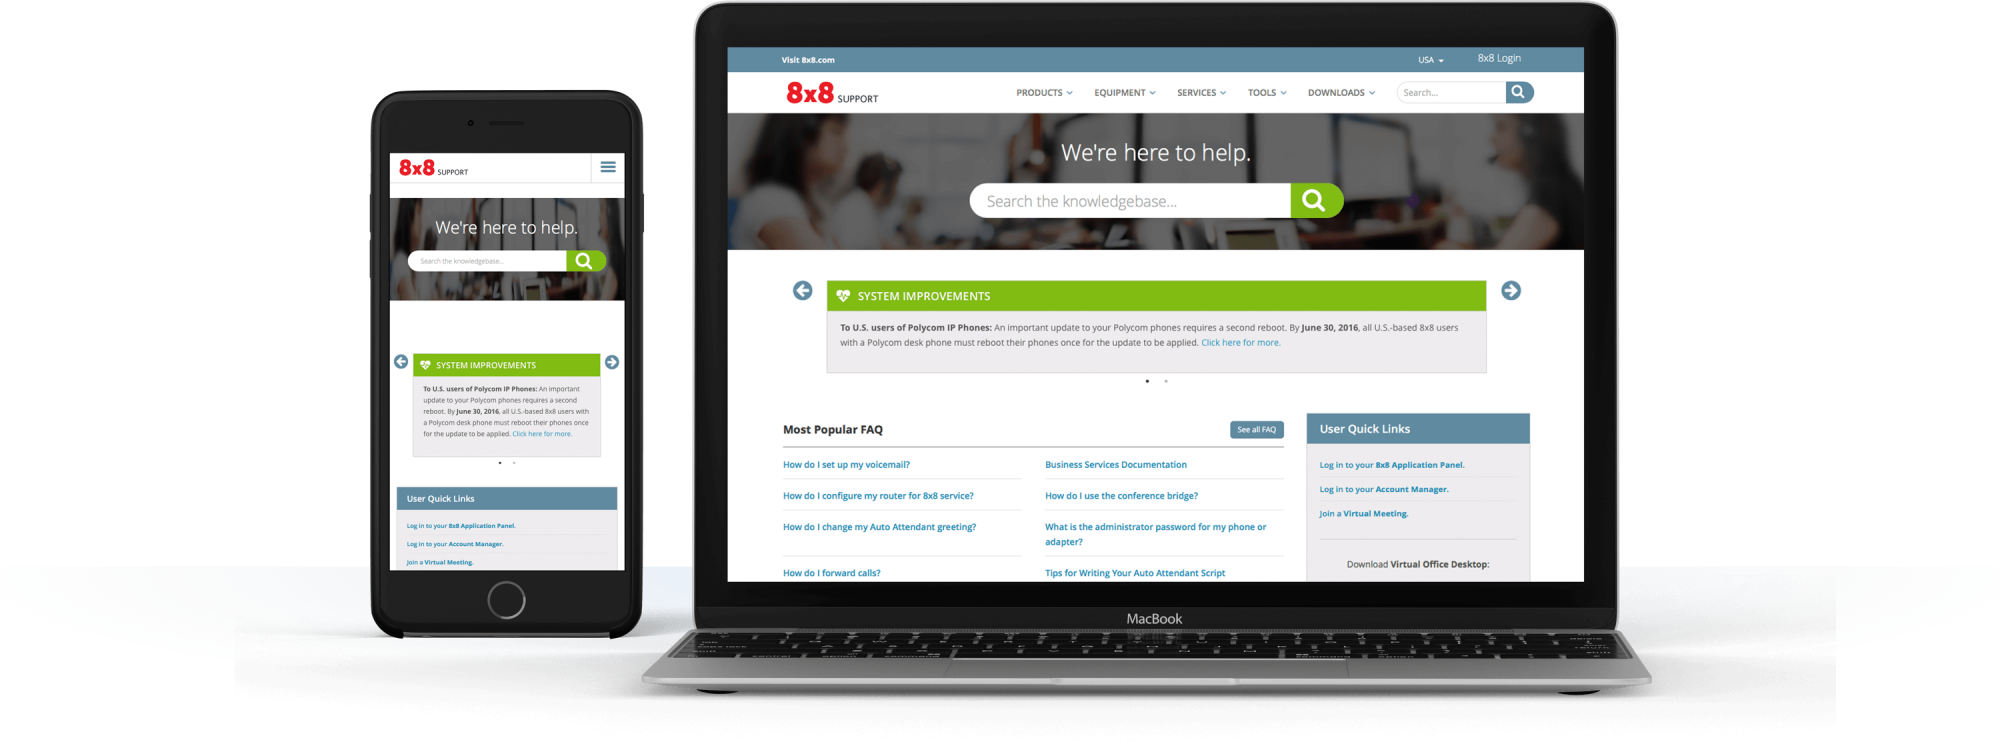 8x8 SUPPORT
We're here to help.
Search the knowledgebase...
SYSTEM IMPROVEMENTS
To U.S. users of Polycom IP Phones: An important
update to your Polycom phones requires a second
reboot. By June 30, 2016, all U.S.-based 8x8 users with
a Polycom desk phone must reboot their phones once
for the update to be applied. Click here for more.
User Quick Links
Log in to your 8x8 Application Panel.
Log in to your Account Manager.
Join a Virtual Meeting.
Visit 8x8.com
USA
8x8 Login
8x8 SUPPORT
PRODUCTS
EQUIPMENT
SERVICES
TOOLS
DOWNLOADS
Search...
We're here to help.
Search the knowledgebase...
SYSTEM IMPROVEMENTS
To U.S. users of Polycom IP Phones: An important update to your Polycom phones requires a second reboot. By June 30, 2016, all U.S.-based 8x8 users
with a Polycom desk phone must reboot their phones once for the update to be applied. Click here for more.
Most Popular FAQ
See all FAQ
How do I set up my voicemail?
Business Services Documentation
How do I configure my router for 8x8 service?
How do I use the conference bridge?
How do I change my Auto Attendant greeting?
What is the administrator password for my phone or
adapter?
How do I forward calls?
Tips for Writing Your Auto Attendant Script
User Quick Links
Log in to your 8x8 Application Panel.
Log in to your Account Manager.
Join a Virtual Meeting.
Download Virtual Office Desktop:
MacBook